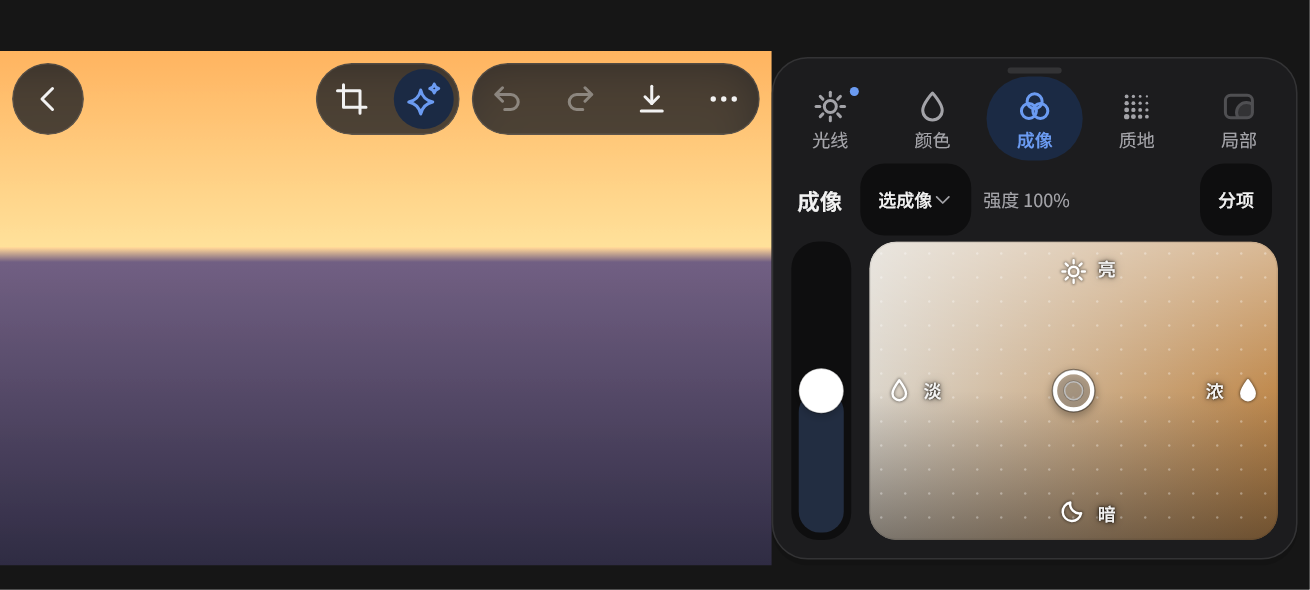 光线 颜色 成像 质地 局部
成像 选成像 强度 100% 分项
亮
淡 浓
暗